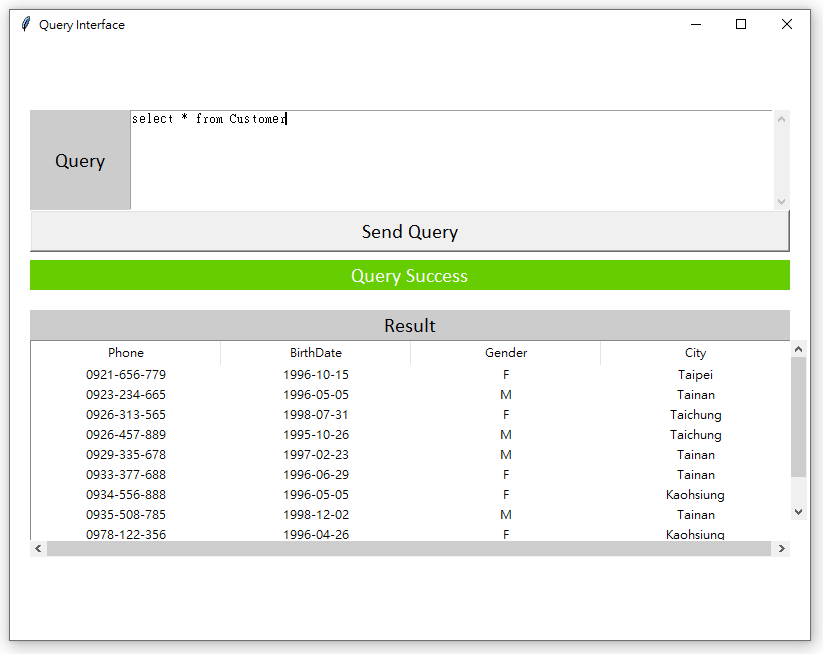 Query Interface
select * from Customer
Query
Send Query
Query Success
Result
Phone BirthDate Gender City
0921-656-779 1996-10-15 F Taipei
0923-234-665 1996-05-05 M Tainan
0926-313-565 1998-07-31 F Taichung
0926-457-889 1995-10-26 M Taichung
0929-335-678 1997-02-23 M Tainan
0933-377-688 1996-06-29 F Tainan
0934-556-888 1996-05-05 F Kaohsiung
0935-508-785 1998-12-02 M Tainan
0978-122-356 1996-04-26 F Kaohsiung